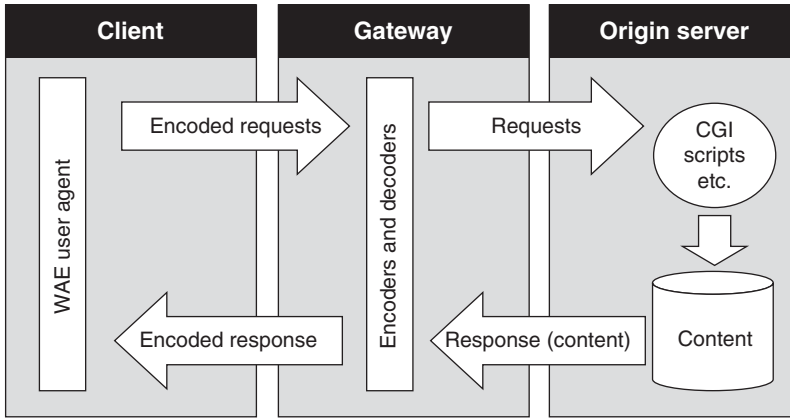 Client
Gateway
Origin server
WAE user agent
Encoded requests
Encoders and decoders
Requests
CGI
scripts
etc.
Encoded response
Response (content)
Content